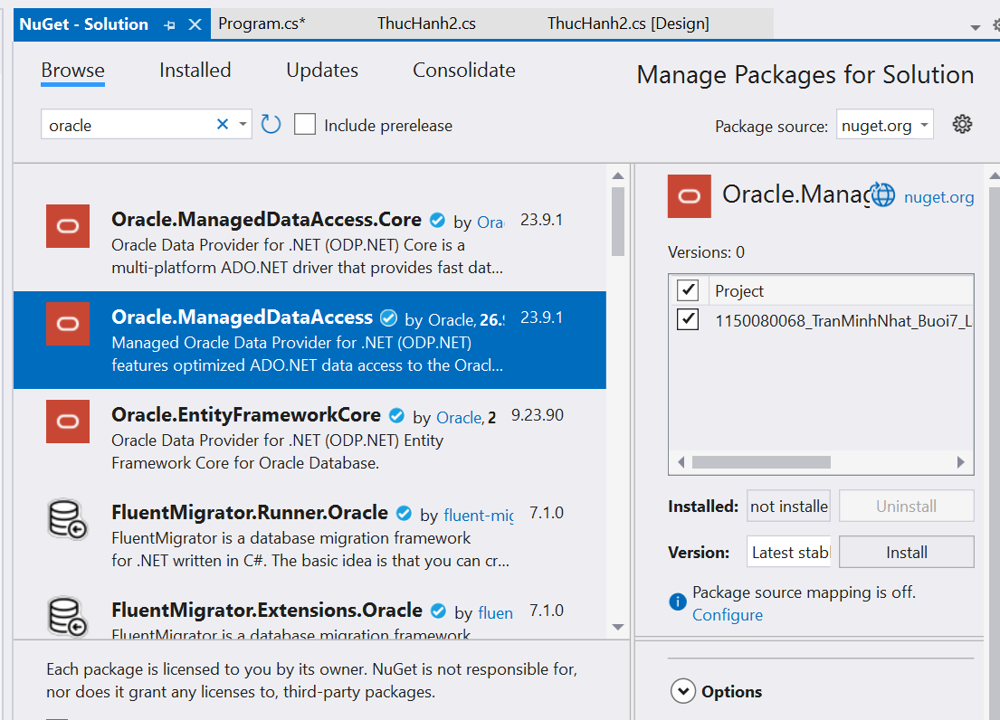 NuGet - Solution
Program.cs*
ThucHanh2.cs
ThucHanh2.cs [Design]
Browse
Installed
Updates
Consolidate
Manage Packages for Solution
oracle
Include prerelease
Package source:
nuget.org
Oracle.ManagedDataAccess.Core by Ora 23.9.1
Oracle Data Provider for .NET (ODP.NET) Core is a
multi-platform ADO.NET driver that provides fast dat...
Oracle.ManagedDataAccess by Oracle, 26. 23.9.1
Managed Oracle Data Provider for .NET (ODP.NET)
features optimized ADO.NET data access to the Oracl...
Oracle.EntityFrameworkCore by Oracle, 2 9.23.90
Oracle Data Provider for .NET (ODP.NET) Entity
Framework Core for Oracle Database.
FluentMigrator.Runner.Oracle by fluent-mig 7.1.0
FluentMigrator is a database migration framework
for .NET written in C#. The basic idea is that you can cr...
FluentMigrator.Extensions.Oracle by fluen 7.1.0
FluentMigrator is a database migration framework
Each package is licensed to you by its owner. NuGet is not responsible for,
nor does it grant any licenses to, third-party packages.
Oracle.Manag
nuget.org
Versions: 0
Project
1150080068_TranMinhNhat_Buoi7_L
Installed:
not installe
Uninstall
Version:
Latest stabl
Install
Package source mapping is off.
Configure
Options